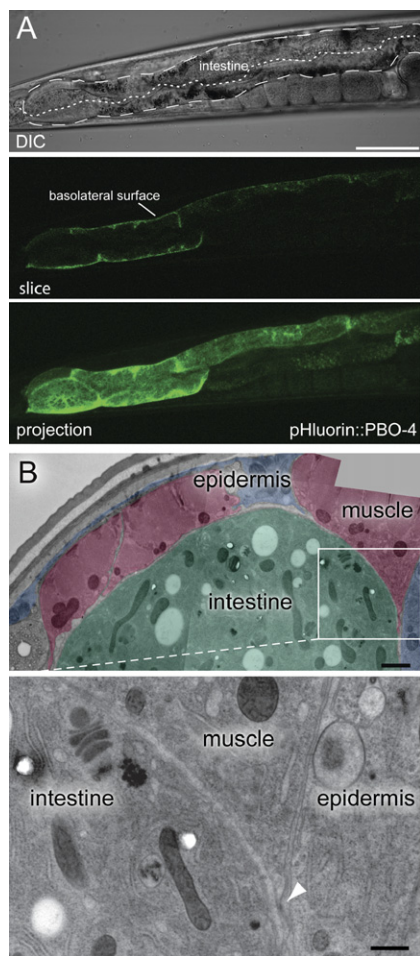 A
intestine
DIC
basolateral surface
slice
projection
pHluorin::PBO-4
B
epidermis
muscle
intestine
muscle
intestine
epidermis